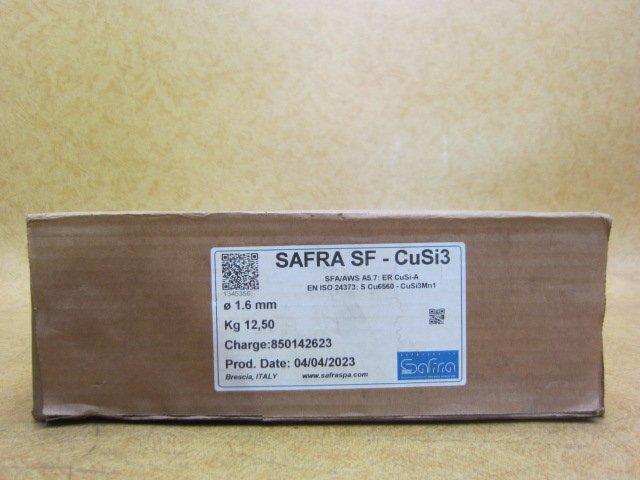 SAFRA SF - CuSi3
SFA/AWS A5.7: ER CuSi-A
EN ISO 24373: S Cu6560 - CuSi3Mn1
1345356
ø 1.6 mm
Kg 12,50
Charge:850142623
Prod. Date: 04/04/2023
Brescia, ITALY www.safraspa.com
Safra